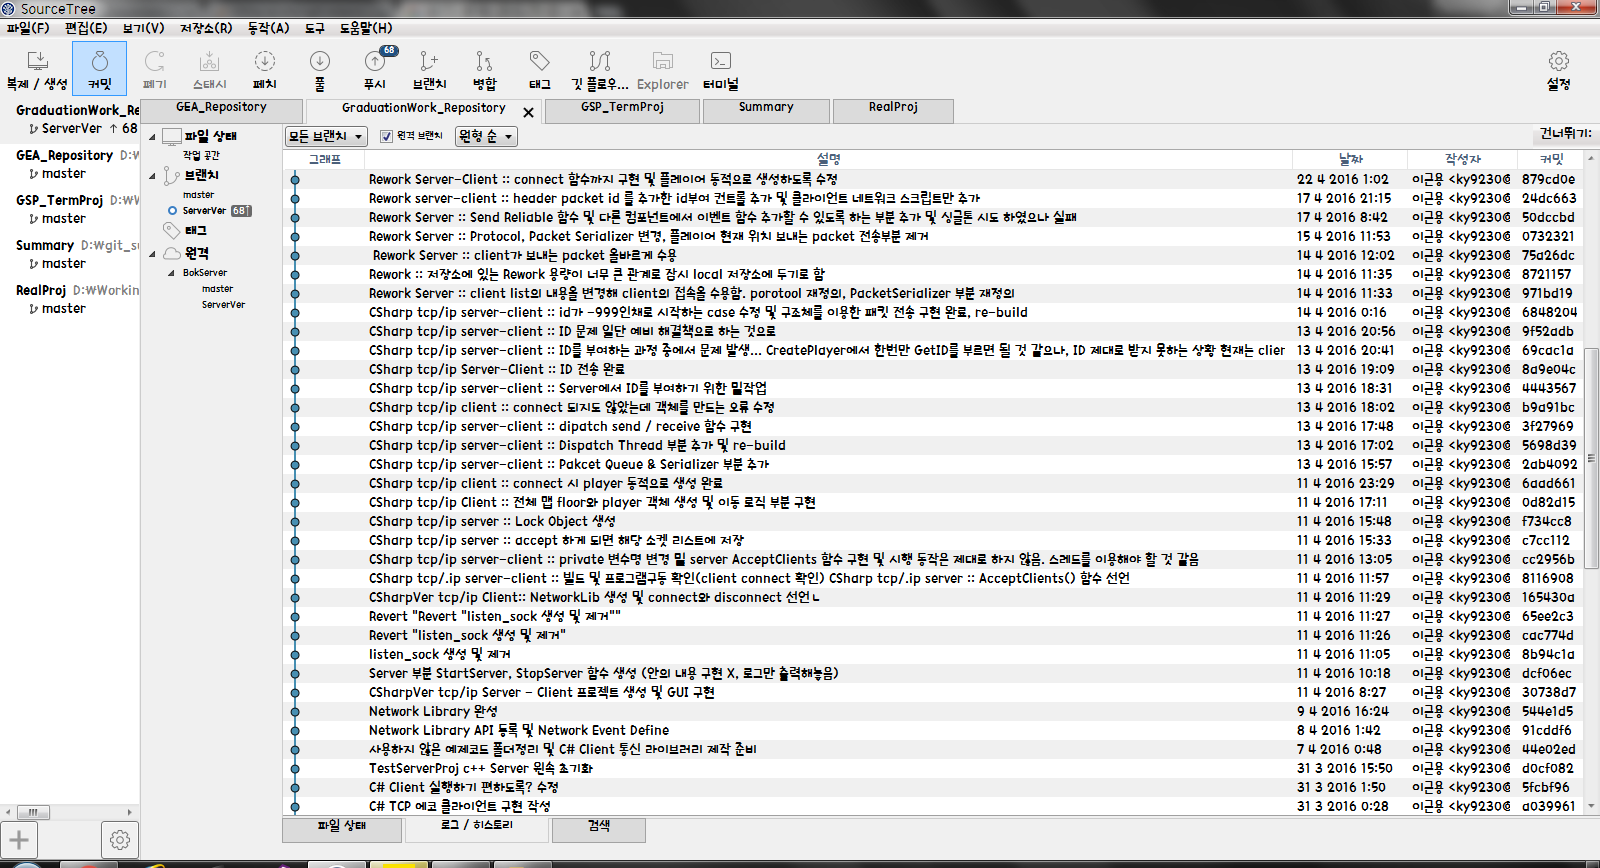 SourceTree
파일(F) 편집(E) 보기(V) 저장소(R) 동작(A) 도구 도움말(H)
68
복제 / 생성 커밋 폐기 스태시 페치 풀 푸시 브랜치 병합 태그 깃 플로우... Explorer 터미널 설정
GraduationWork_Re
ServerVer ↑ 68
GEA_Repository D:₩
master
GSP_TermProj D:₩W
master
Summary D:₩git_s
master
RealProj D:₩Workin
master
GEA_Repository GraduationWork_Repository GSP_TermProj Summary RealProj
파일 상태
작업 공간
브랜치
master
ServerVer 68↑
태그
원격
BokServer
master
ServerVer
모든 브랜치 원격 브랜치 원형 순 건너뛰기:
그래프 설명 날짜 작성자 커밋
Rework Server-Client :: connect 함수까지 구현 및 플레이어 동적으로 생성하도록 수정 22 4 2016 1:02 이근용 <ky9230@ 879cd0e
Rework server-client :: header packet id 를 추가한 id부여 컨트롤 추가 및 클라이언트 네트워크 스크립트만 추가 17 4 2016 21:15 이근용 <ky9230@ 24dc663
Rework Server :: Send Reliable 함수 및 다른 컴포넌트에서 이벤트 함수 추가할 수 있도록 하는 부분 추가 및 싱글톤 시도 하였으나 실패 17 4 2016 8:42 이근용 <ky9230@ 50dccbd
Rework Server :: Protocol, Packet Serializer 변경, 플레이어 현재 위치 보내는 packet 전송부분 제거 15 4 2016 11:53 이근용 <ky9230@ 0732321
Rework Server :: client가 보내는 packet 올바르게 수용 14 4 2016 12:02 이근용 <ky9230@ 75a26dc
Rework :: 저장소에 있는 Rework 용량이 너무 큰 관계로 잠시 local 저장소에 두기로 함 14 4 2016 11:35 이근용 <ky9230@ 8721157
Rework Server :: client list의 내용을 변경해 client의 접속을 수용함. porotool 재정의, PacketSerializer 부분 재정의 14 4 2016 11:33 이근용 <ky9230@ 971bd19
CSharp tcp/ip server-client :: id가 -999인채로 시작하는 case 수정 및 구조체를 이용한 패킷 전송 구현 완료, re-build 14 4 2016 0:16 이근용 <ky9230@ 6848204
CSharp tcp/ip server-client :: ID 문제 일단 예비 해결책으로 하는 것으로 13 4 2016 20:56 이근용 <ky9230@ 9f52adb
CSharp tcp/ip server-client :: ID를 부여하는 과정 중에서 문제 발생... CreatePlayer에서 한번만 GetID를 부르면 될 것 같으나, ID 제대로 받지 못하는 상황 현재는 clier 13 4 2016 20:41 이근용 <ky9230@ 69cac1a
CSharp tcp/ip Server-Client :: ID 전송 완료 13 4 2016 19:09 이근용 <ky9230@ 8a9e04c
CSharp tcp/ip server-client :: Server에서 ID를 부여하기 위한 밑작업 13 4 2016 18:31 이근용 <ky9230@ 4443567
CSharp tcp/ip client :: connect 되지도 않았는데 객체를 만드는 오류 수정 13 4 2016 18:02 이근용 <ky9230@ b9a91bc
CSharp tcp/ip server-client :: dipatch send / receive 함수 구현 13 4 2016 17:48 이근용 <ky9230@ 3f27969
CSharp tcp/ip server-client :: Dispatch Thread 부분 추가 및 re-build 13 4 2016 17:02 이근용 <ky9230@ 5698d39
CSharp tcp/ip server-client :: Pakcet Queue & Serializer 부분 추가 13 4 2016 15:57 이근용 <ky9230@ 2ab4092
CSharp tcp/ip client :: connect 시 player 동적으로 생성 완료 11 4 2016 23:29 이근용 <ky9230@ 6aad661
CSharp tcp/ip Client :: 전체 맵 floor와 player 객체 생성 및 이동 로직 부분 구현 11 4 2016 17:11 이근용 <ky9230@ 0d82d15
CSharp tcp/ip server :: Lock Object 생성 11 4 2016 15:48 이근용 <ky9230@ f734cc8
CSharp tcp/ip server :: accept 하게 되면 해당 소켓 리스트에 저장 11 4 2016 15:33 이근용 <ky9230@ c7cc112
CSharp tcp/ip server-client :: private 변수명 변경 밑 server AcceptClients 함수 구현 및 시행 동작은 제대로 하지 않음. 스레드를 이용해야 할 것 같음 11 4 2016 13:05 이근용 <ky9230@ cc2956b
CSharp tcp/.ip server-client :: 빌드 및 프로그램구동 확인(client connect 확인) CSharp tcp/.ip server :: AcceptClients() 함수 선언 11 4 2016 11:57 이근용 <ky9230@ 8116908
CSharpVer tcp/ip Client:: NetworkLib 생성 및 connect와 disconnect 선언ㄴ 11 4 2016 11:29 이근용 <ky9230@ 165430a
Revert "Revert "listen_sock 생성 및 제거"" 11 4 2016 11:27 이근용 <ky9230@ 65ee2c3
Revert "listen_sock 생성 및 제거" 11 4 2016 11:26 이근용 <ky9230@ cac774d
listen_sock 생성 및 제거 11 4 2016 11:05 이근용 <ky9230@ 8b94c1a
Server 부분 StartServer, StopServer 함수 생성 (안의 내용 구현 X, 로그만 출력해놓음) 11 4 2016 10:18 이근용 <ky9230@ dcf06ec
CSharpVer tcp/ip Server - Client 프로젝트 생성 및 GUI 구현 11 4 2016 8:27 이근용 <ky9230@ 30738d7
Network Library 완성 9 4 2016 16:24 이근용 <ky9230@ 544e1d5
Network Library API 등록 및 Network Event Define 8 4 2016 1:42 이근용 <ky9230@ 91cddf6
사용하지 않은 예제코드 폴더정리 및 C# Client 통신 라이브러리 제작 준비 7 4 2016 0:48 이근용 <ky9230@ 44e02ed
TestServerProj c++ Server 윈속 초기화 31 3 2016 15:50 이근용 <ky9230@ d0cf082
C# Client 실행하기 편하도록? 수정 31 3 2016 1:50 이근용 <ky9230@ 5fcbf96
C# TCP 에코 클라이언트 구현 작성 31 3 2016 0:28 이근용 <ky9230@ a039961
파일 상태 로그 / 히스토리 검색